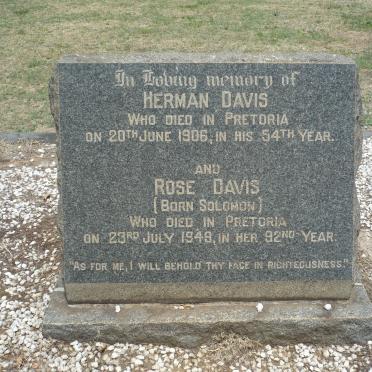 In Loving memory of
HERMAN DAVIS
WHO DIED IN PRETORIA
ON 20TH JUNE 1906, IN HIS 54TH YEAR.
AND
ROSE DAVIS
(BORN SOLOMON)
WHO DIED IN PRETORIA
ON 23RD JULY 1949, IN HER 92ND YEAR.
"AS FOR ME, I WILL BEHOLD THY FACE IN RIGHTEOUSNESS."